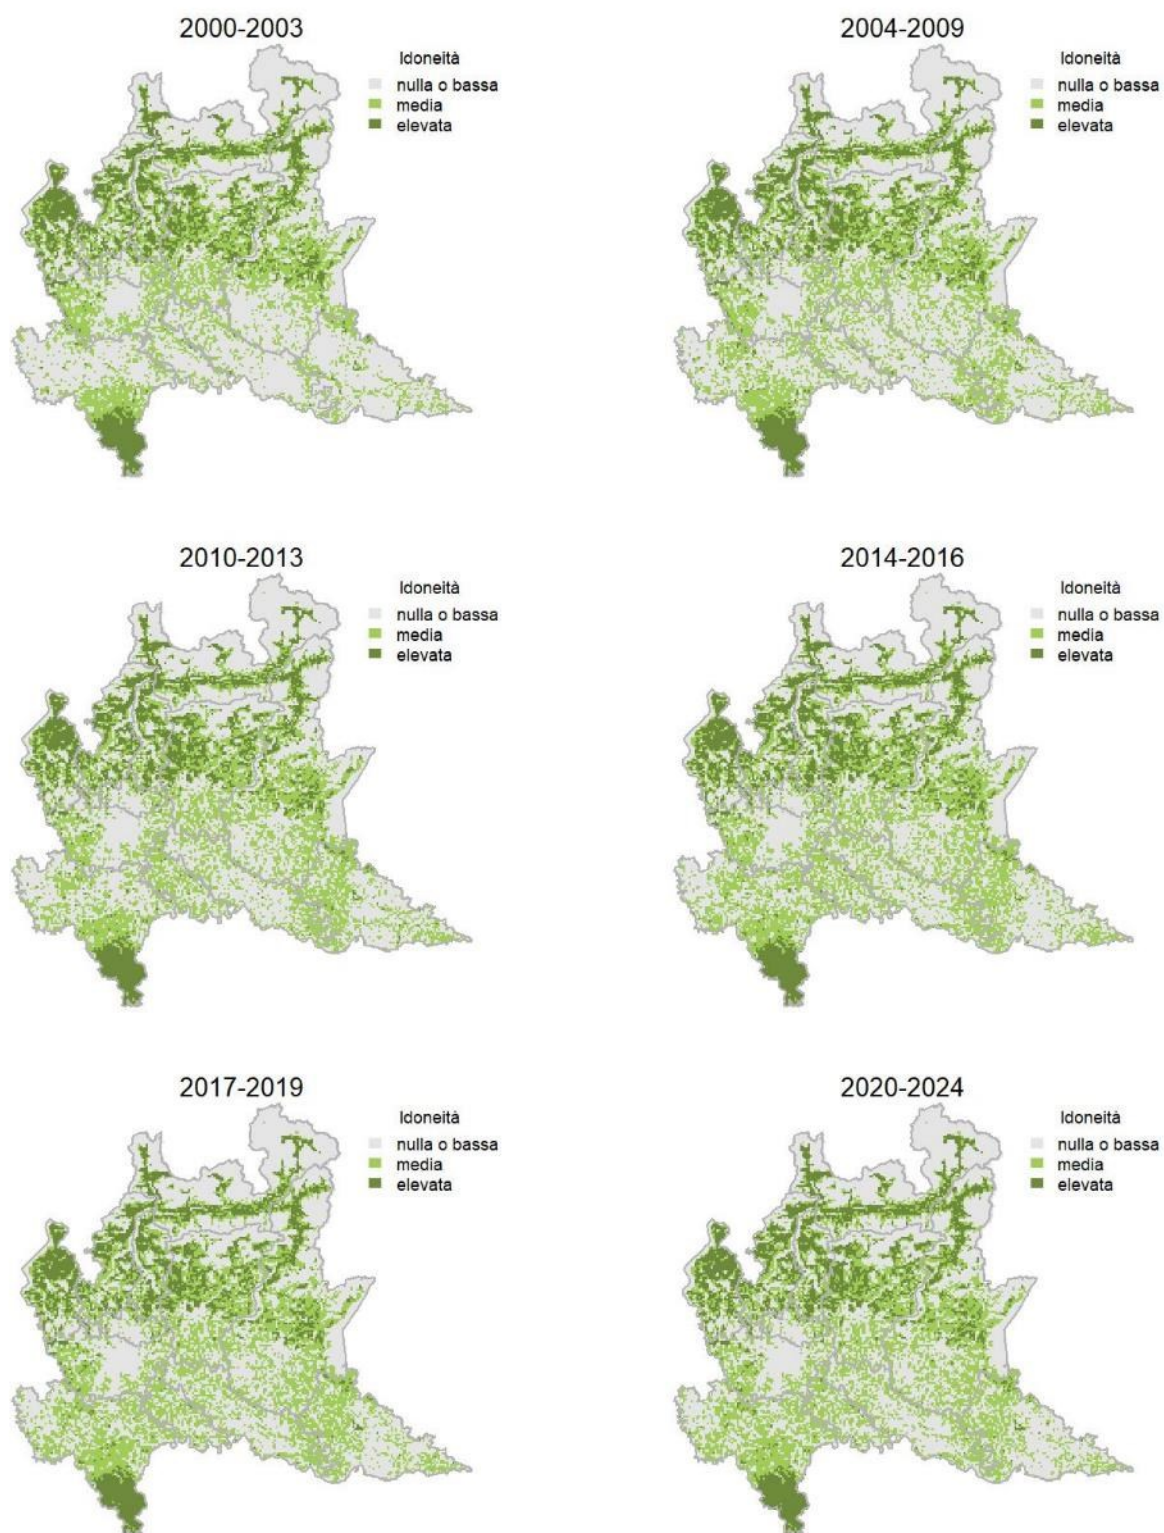 2000-2003
Idoneità
nulla o bassa
media
elevata
2004-2009
Idoneità
nulla o bassa
media
elevata
2010-2013
Idoneità
nulla o bassa
media
elevata
2014-2016
Idoneità
nulla o bassa
media
elevata
2017-2019
Idoneità
nulla o bassa
media
elevata
2020-2024
Idoneità
nulla o bassa
media
elevata